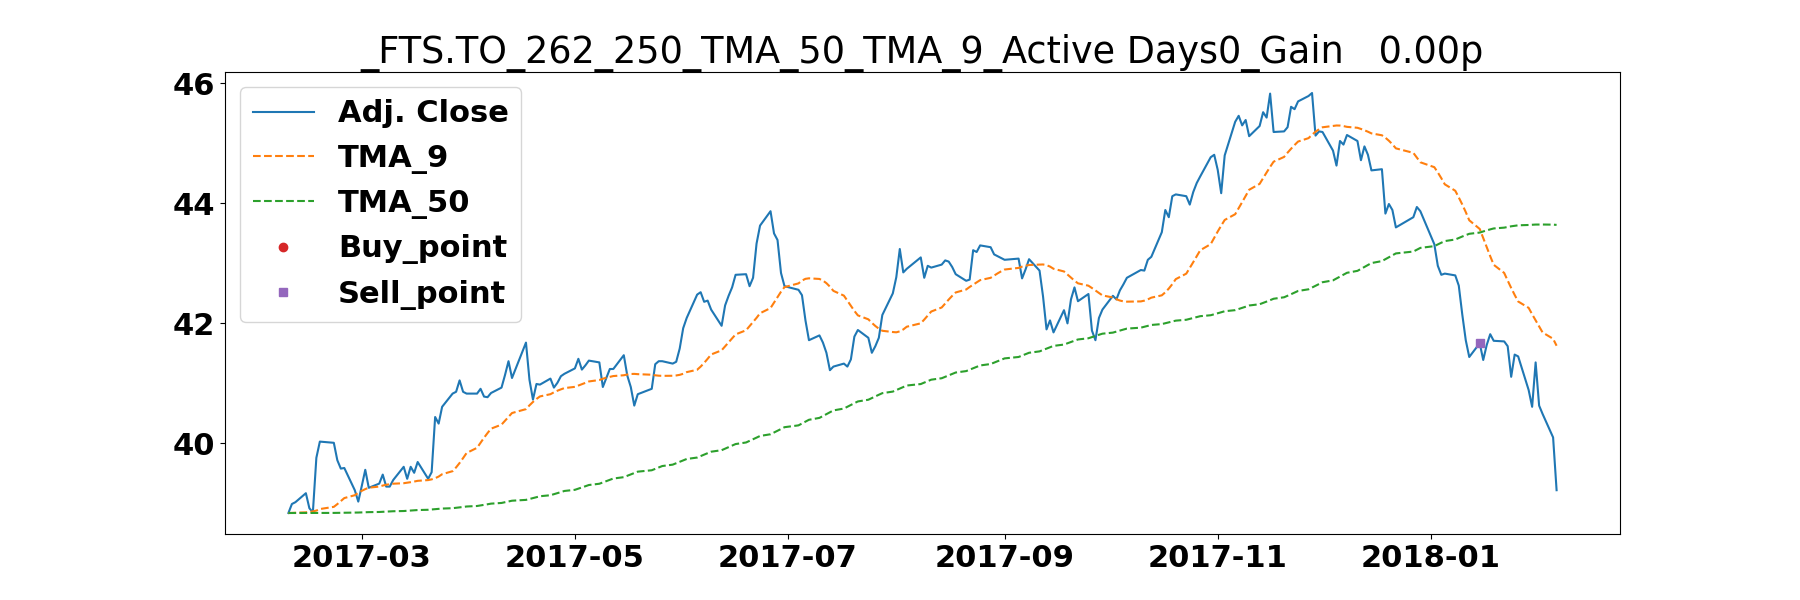 _FTS.TO_262_250_TMA_50_TMA_9_Active Days0_Gain   0.00p
46
44
42
40
Adj. Close
TMA_9
TMA_50
Buy_point
Sell_point
2017-03
2017-05
2017-07
2017-09
2017-11
2018-01